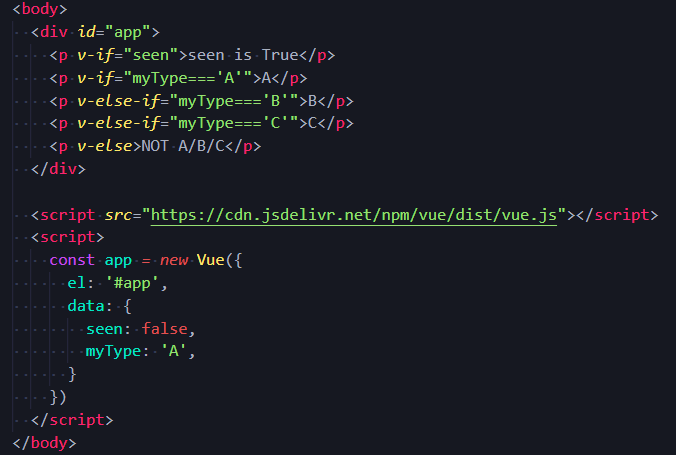 <body>
  <div id="app">
    <p v-if="seen">seen is True</p>
    <p v-if="myType==='A'">A</p>
    <p v-else-if="myType==='B'">B</p>
    <p v-else-if="myType==='C'">C</p>
    <p v-else>NOT A/B/C</p>
  </div>

  <script src="https://cdn.jsdelivr.net/npm/vue/dist/vue.js"></script>
  <script>
    const app = new Vue({
      el: '#app',
      data: {
        seen: false,
        myType: 'A',
      }
    })
  </script>
</body>